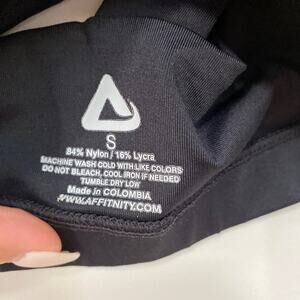 S
84% Nylon / 16% Lycra
MACHINE WASH COLD WITH LIKE COLORS
DO NOT BLEACH, COOL IRON IF NEEDED
TUMBLE DRY LOW
Made in COLOMBIA
WWW.AFFITNITY.COM